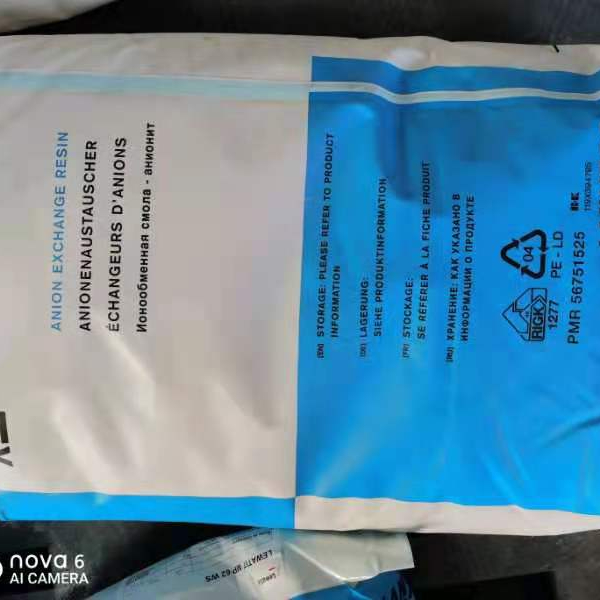 ANION EXCHANGE RESIN
ANIONENAUSTAUSCHER
ÉCHANGEURS D'ANIONS
Ионообменная смола - анионит
(EN) STORAGE: PLEASE REFER TO PRODUCT
INFORMATION
(DE) LAGERUNG:
SIEHE PRODUKTINFORMATION
(FR) STOCKAGE:
SE RÉFÉRER À LA FICHE PRODUIT
(RU) ХРАНЕНИЕ: КАК УКАЗАНО В
ИНФОРМАЦИИ О ПРОДУКТЕ
04
PE - LD
RIGK
1277
PMR 56751525
LEWATIT MP 62 WS
nova 6
AI CAMERA